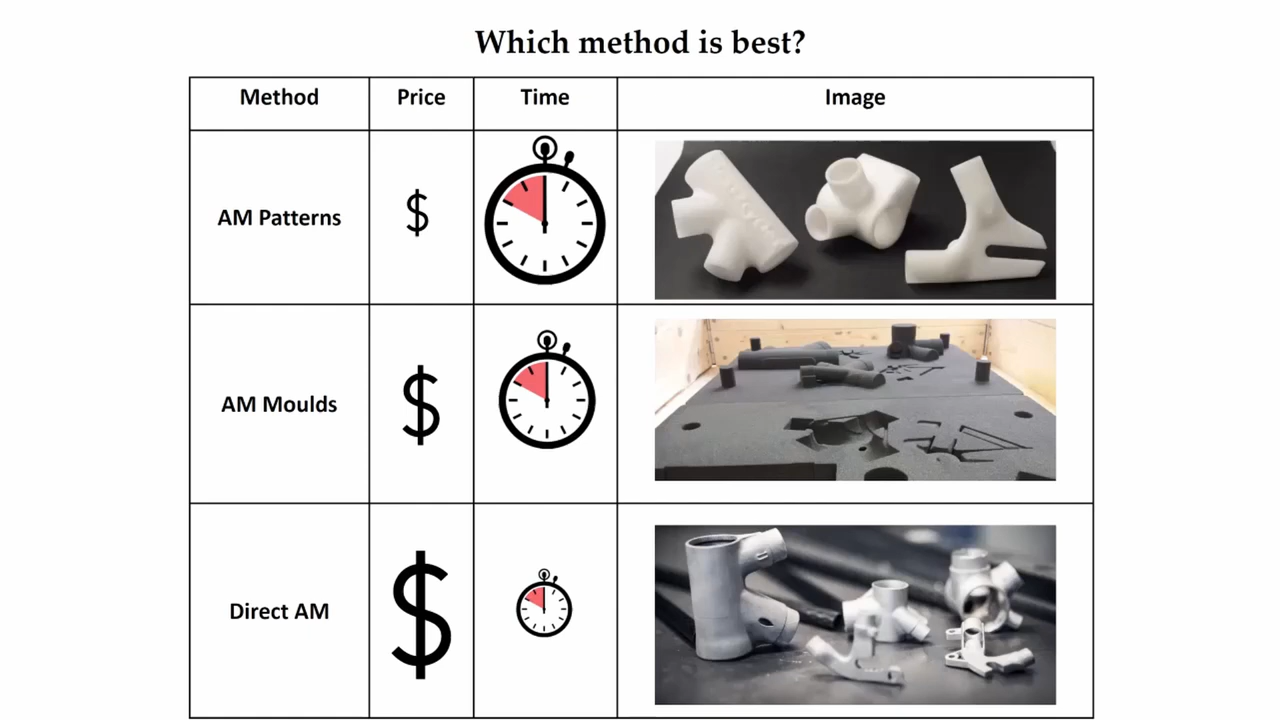 Which method is best?
Method Price Time Image
AM Patterns $
AM Moulds $
Direct AM $